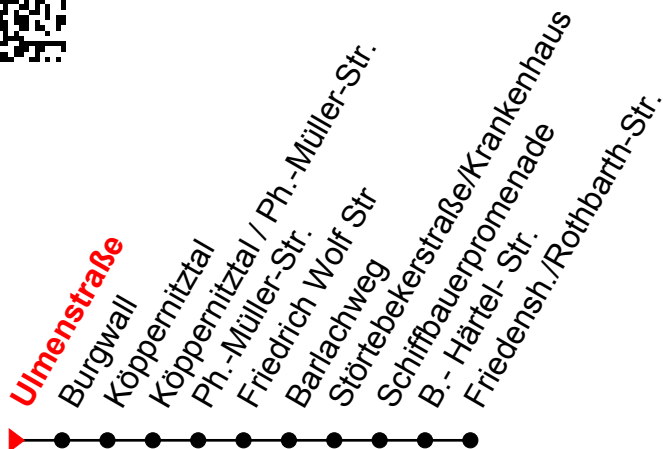 Ulmenstraße
Burgwall
Köppernitztal
Köppernitztal / Ph.-Müller-Str.
Ph.-Müller-Str.
Friedrich Wolf Str
Barlachweg
Störtebekerstraße/Krankenhaus
Schiffbauerpromenade
B.- Härtel- Str.
Friedensh./Rothbarth-Str.